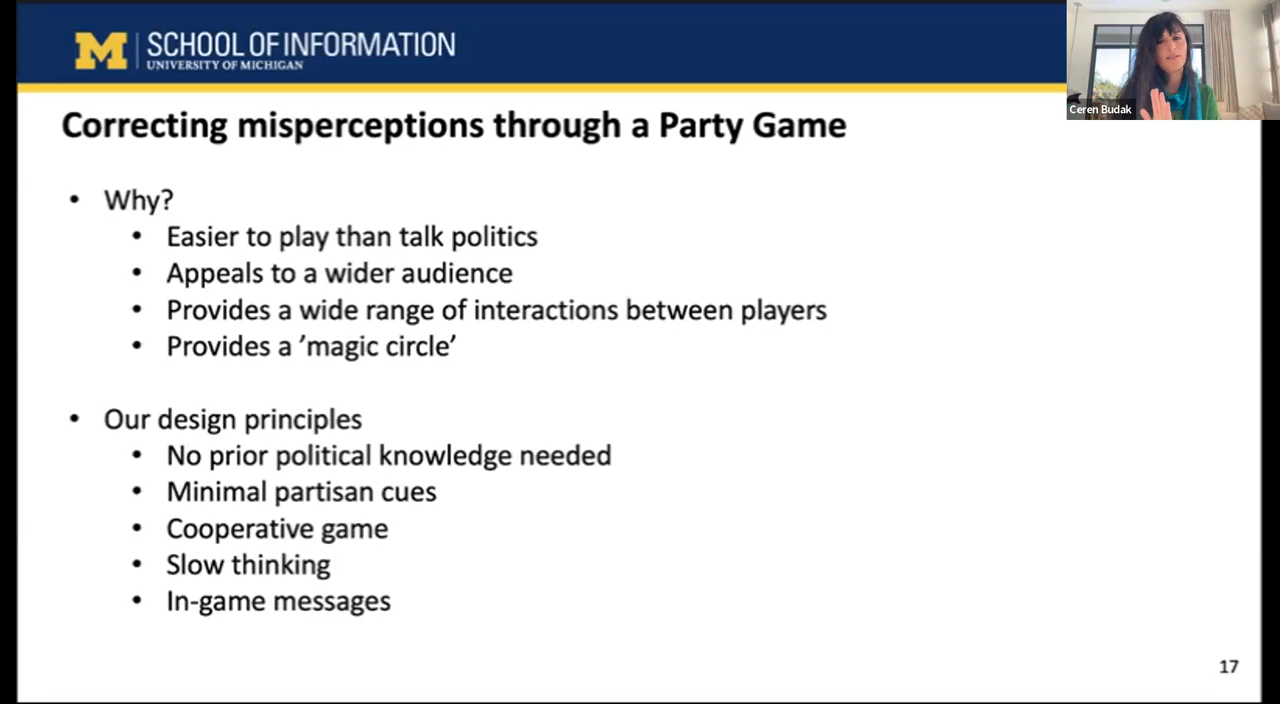 M
SCHOOL OF INFORMATION
UNIVERSITY OF MICHIGAN
Ceren Budak
Correcting misperceptions through a Party Game
• Why?
• Easier to play than talk politics
• Appeals to a wider audience
• Provides a wide range of interactions between players
• Provides a ’magic circle’
• Our design principles
• No prior political knowledge needed
• Minimal partisan cues
• Cooperative game
• Slow thinking
• In-game messages
17